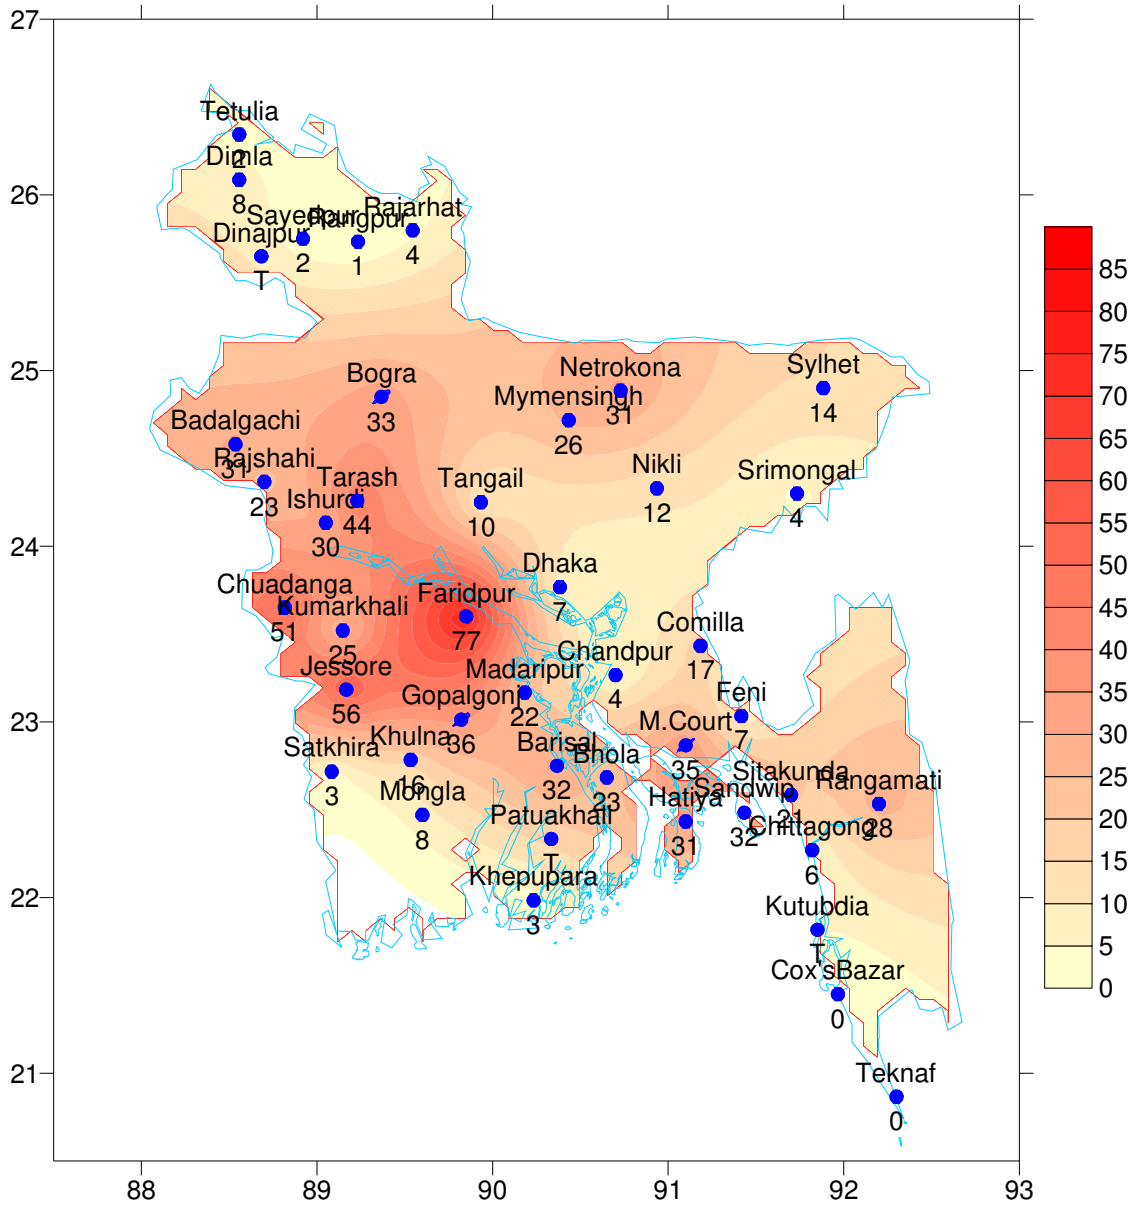 27
Tetulia
2
Dimla
8
26
Rajarhat
4
Sayedpur
2
Rangpur
1
Dinajpur
T
25
Sylhet
14
Netrokona
31
Bogra
33
Mymensingh
26
Badalgachi
31
Rajshahi
23
Nikli
12
Srimongal
4
Tarash
44
Tangail
10
Ishurdi
30
24
Dhaka
7
Chuadanga
51
Faridpur
77
Kumarkhali
25
Comilla
17
Chandpur
4
Jessore
56
Madaripur
22
Gopalgonj
36
Feni
7
23
M.Court
35
Khulna
16
Satkhira
3
Barisal
32
Bhola
23
Sitakunda
21
Rangamati
28
Mongla
8
Sandwip
32
Hatiya
31
Patuakhali
T
Chittagong
6
22
Khepupara
3
Kutubdia
T
Cox'sBazar
0
21
Teknaf
0
88
89
90
91
92
93
85
80
75
70
65
60
55
50
45
40
35
30
25
20
15
10
5
0